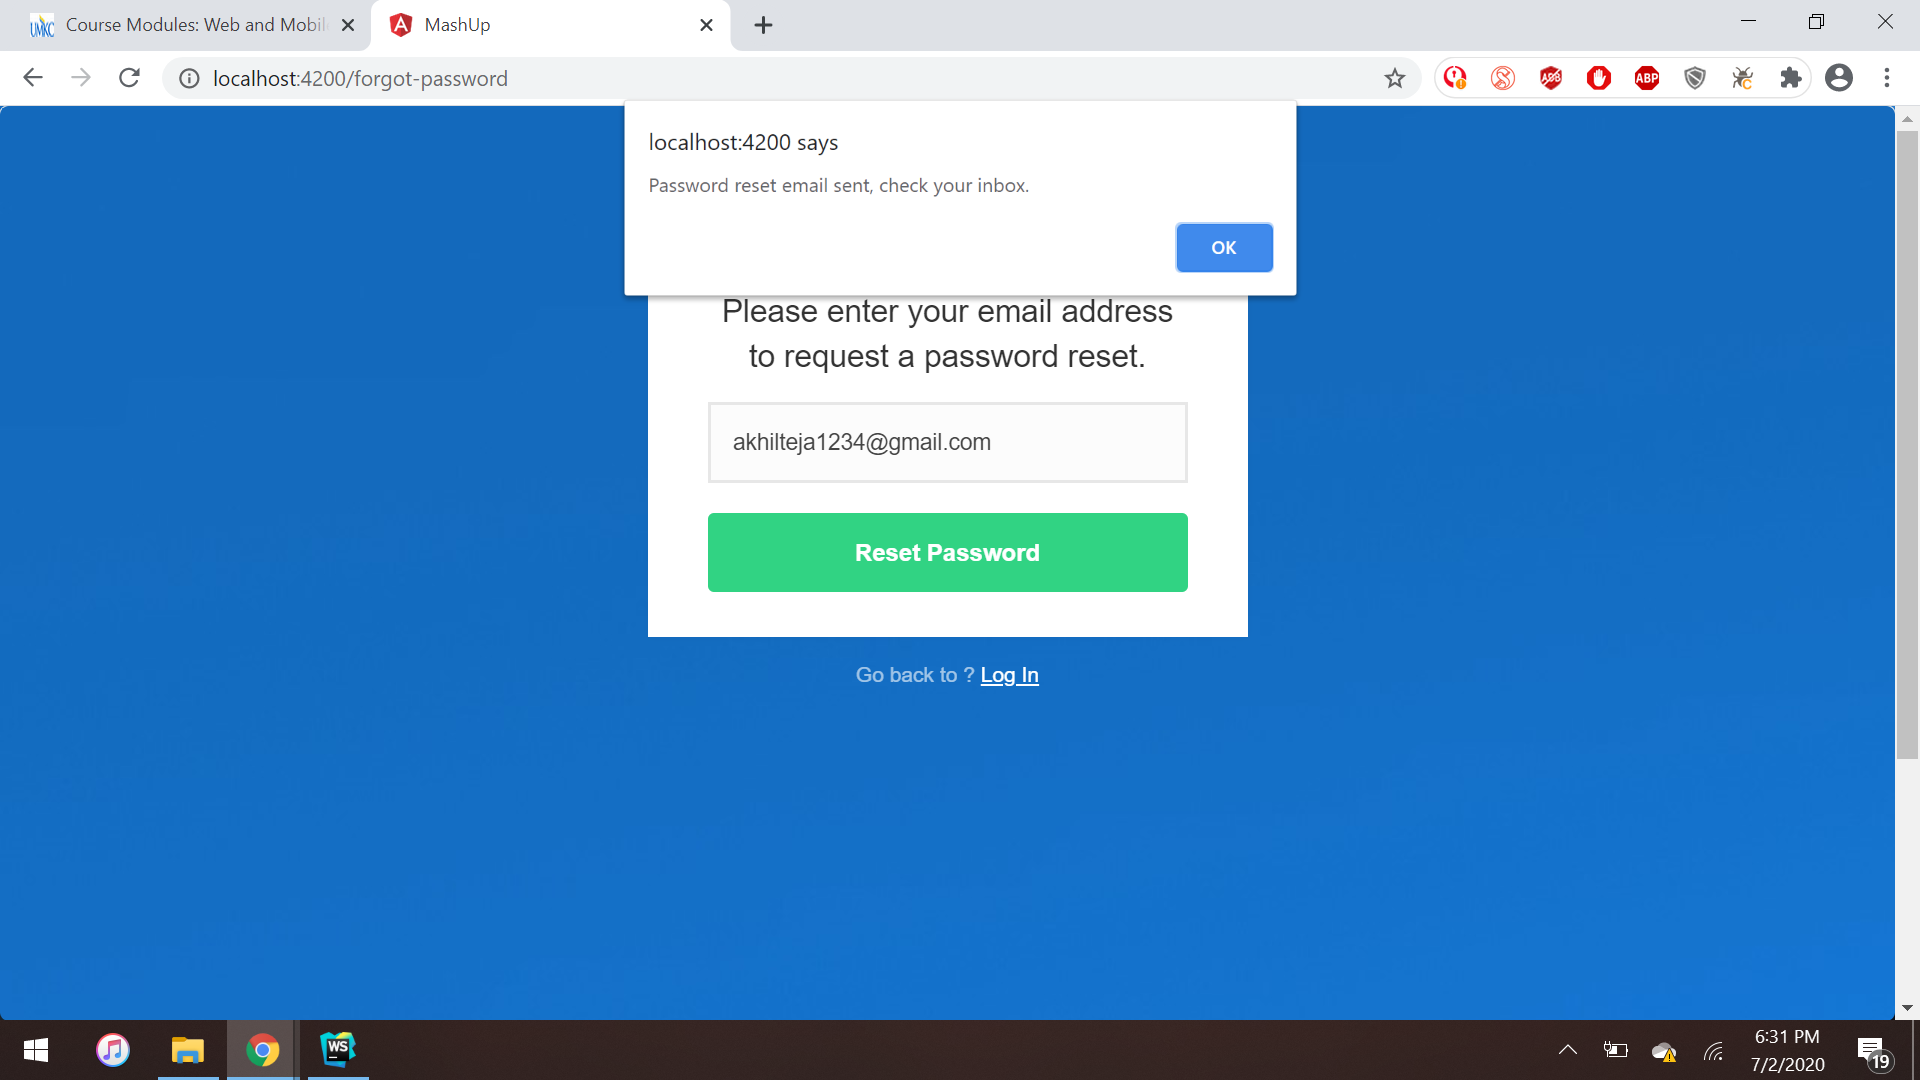 Course Modules: Web and Mobil
MashUp
localhost:4200/forgot-password
localhost:4200 says
Password reset email sent, check your inbox.
OK
Please enter your email address
to request a password reset.
akhilteja1234@gmail.com
Reset Password
Go back to ? Log In
UMKC
ABP
WS
6:31 PM
7/2/2020
19